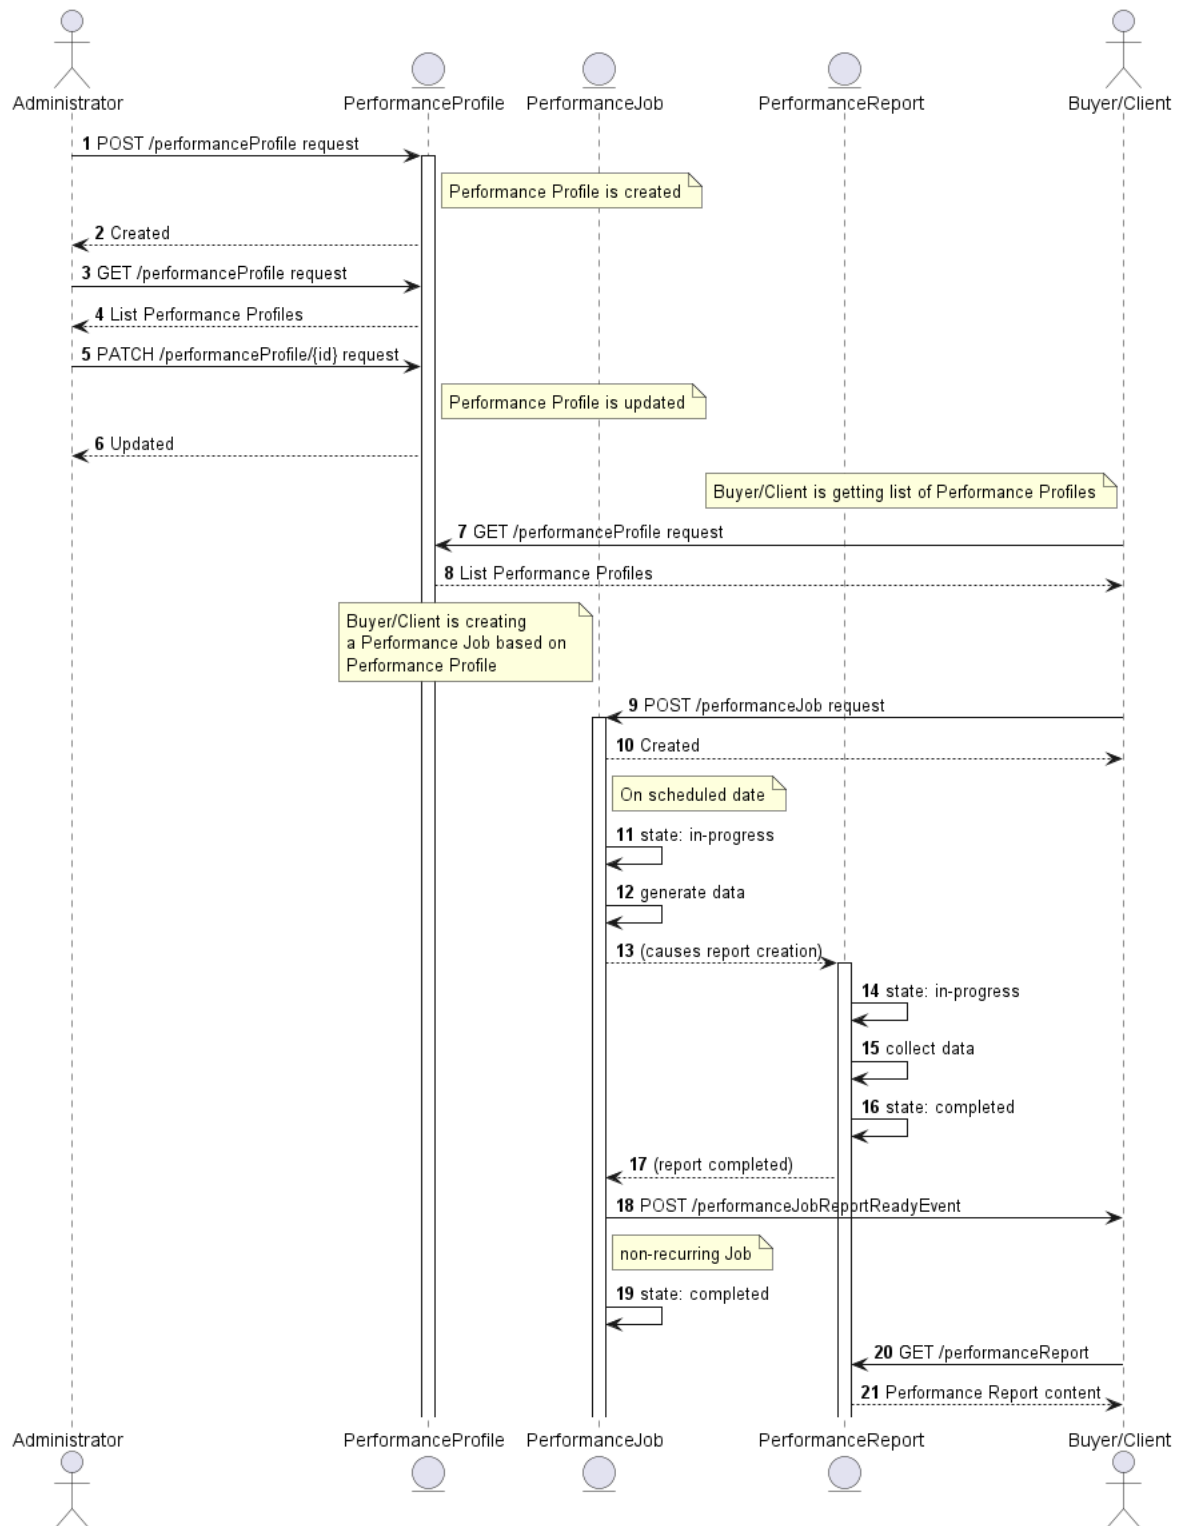 Administrator
PerformanceProfile
PerformanceJob
PerformanceReport
Buyer/Client
1 POST /performanceProfile request
Performance Profile is created
2 Created
3 GET /performanceProfile request
4 List Performance Profiles
5 PATCH /performanceProfile/{id} request
Performance Profile is updated
6 Updated
Buyer/Client is getting list of Performance Profiles
7 GET /performanceProfile request
8 List Performance Profiles
Buyer/Client is creating
a Performance Job based on
Performance Profile
9 POST /performanceJob request
10 Created
On scheduled date
11 state: in-progress
12 generate data
13 (causes report creation)
14 state: in-progress
15 collect data
16 state: completed
17 (report completed)
18 POST /performanceJobReportReadyEvent
non-recurring Job
19 state: completed
20 GET /performanceReport
21 Performance Report content
Administrator
PerformanceProfile
PerformanceJob
PerformanceReport
Buyer/Client